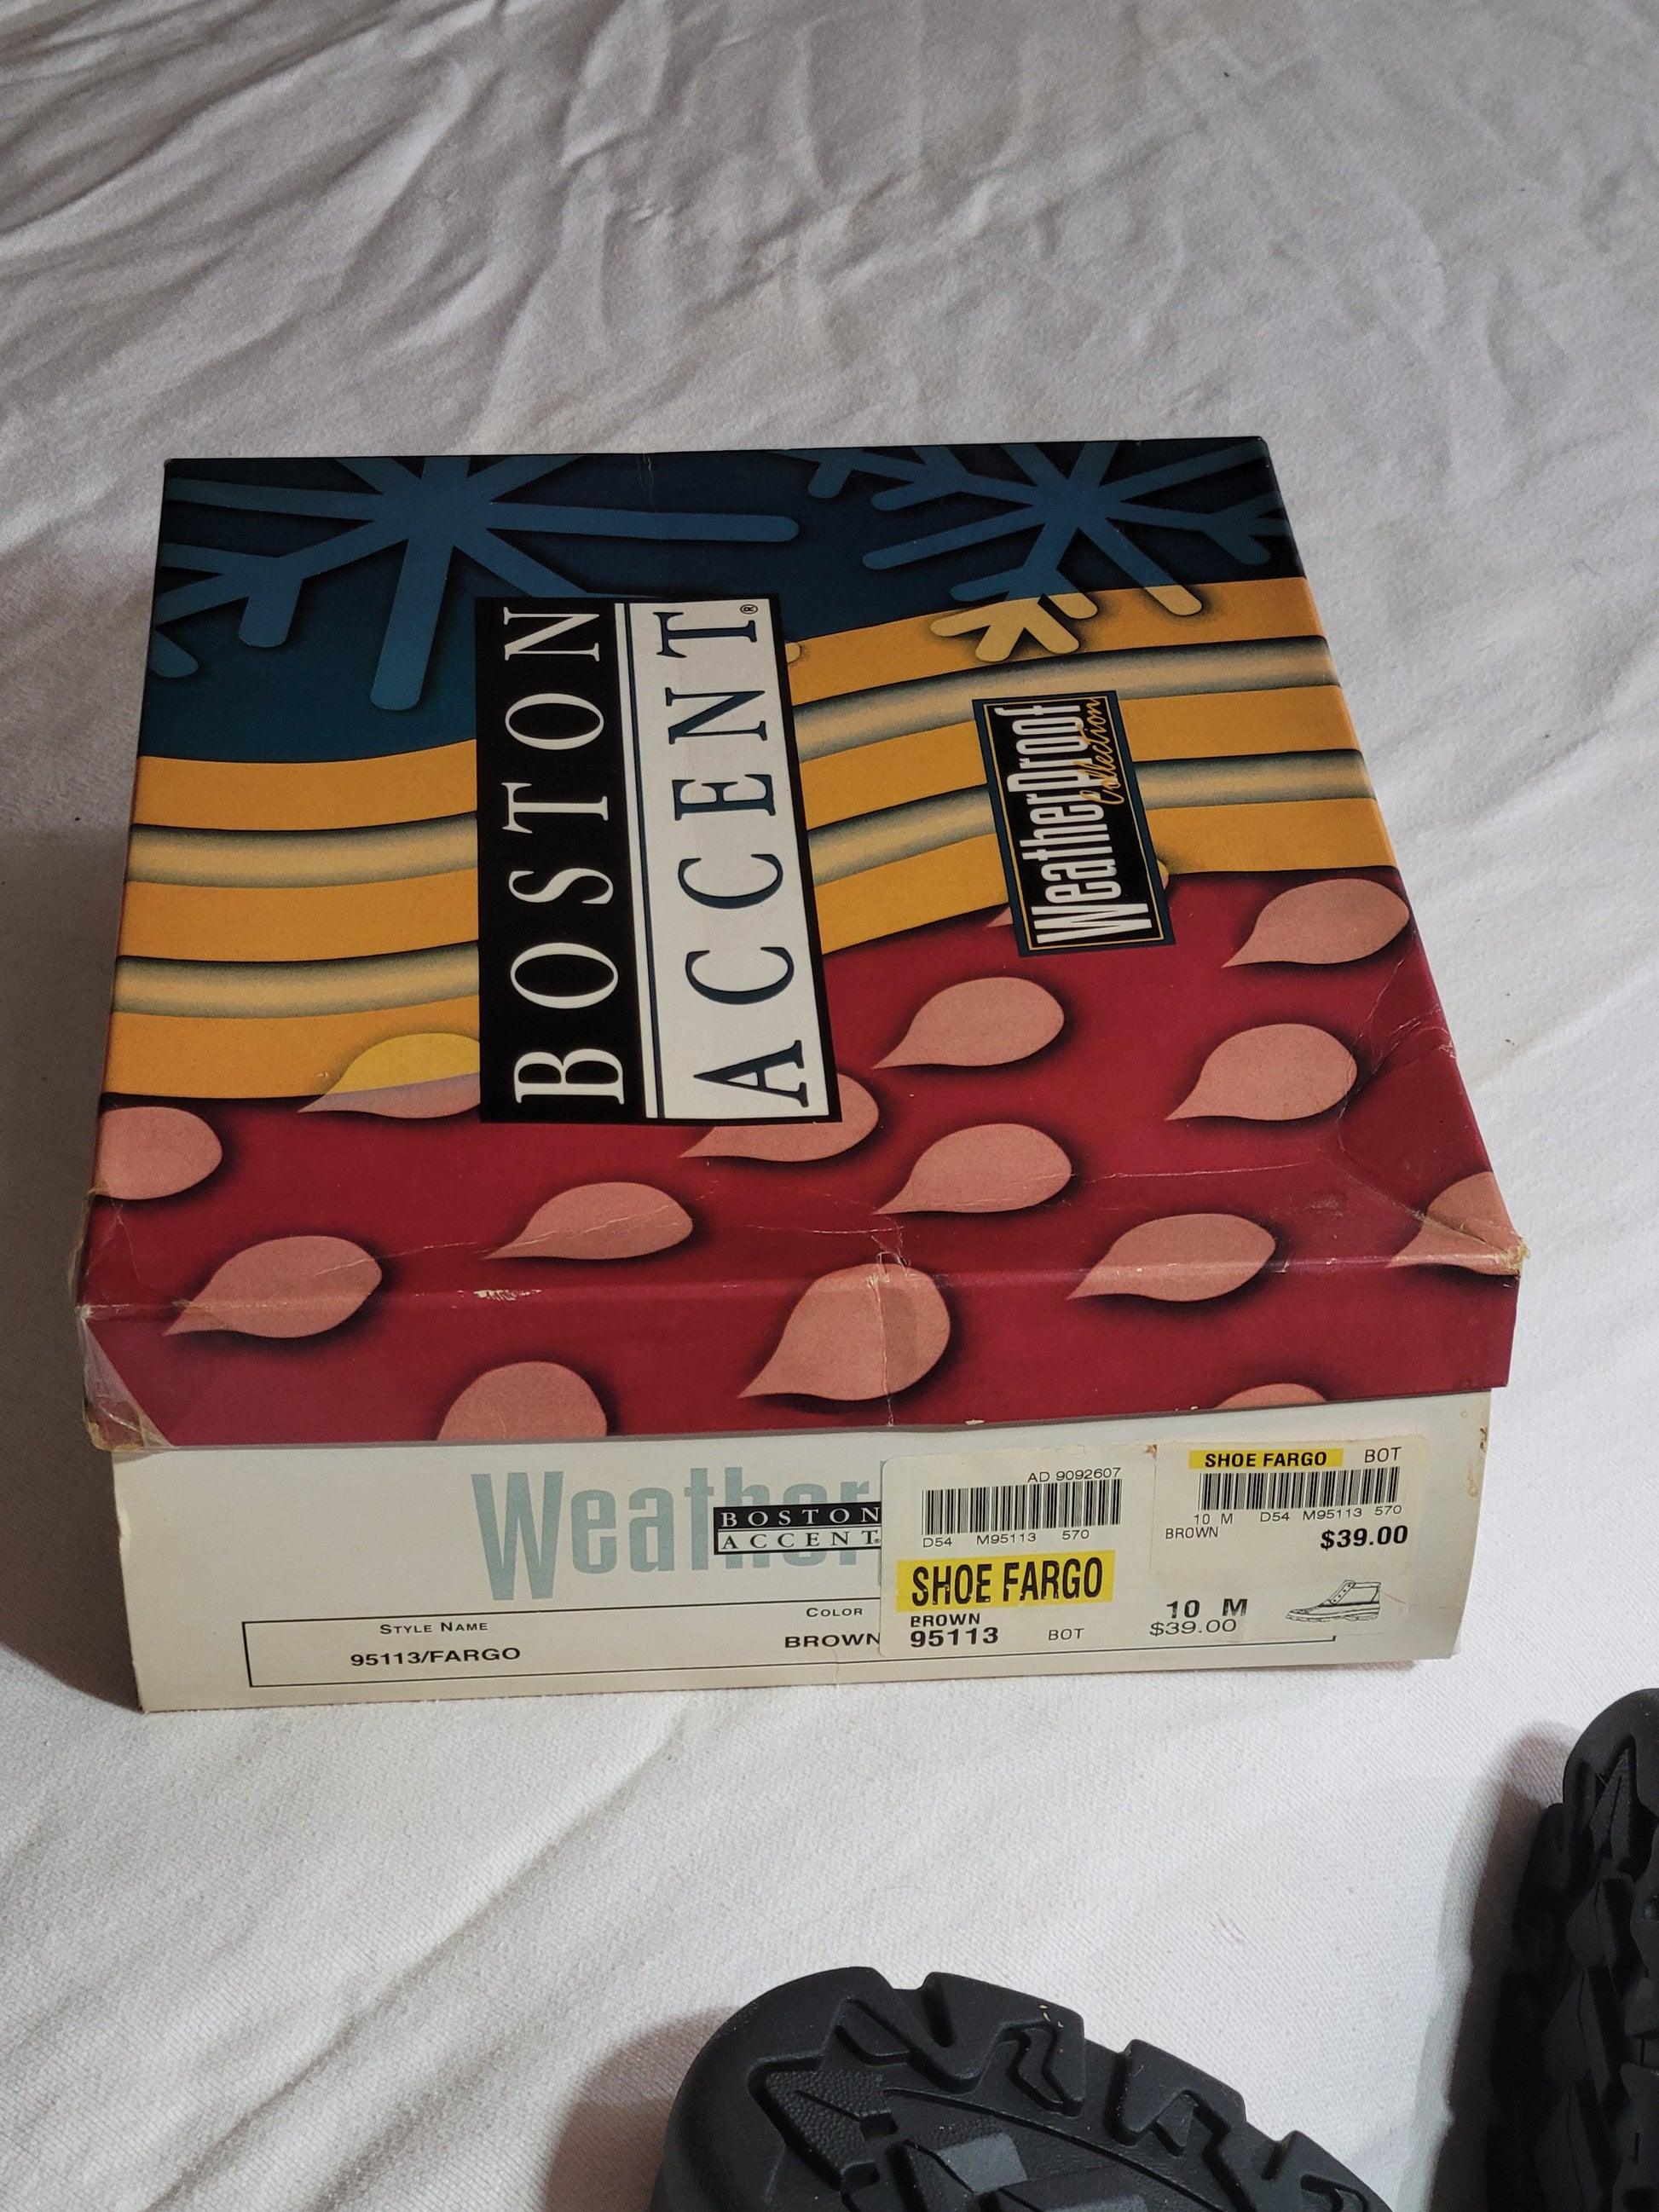 BOSTON
ACCENT®
WeatherProof
Collection
Weather
BOSTON
ACCENT
STYLE NAME
95113/FARGO
COLOR
BROWN
AD 9092607
D54 M95113 570
SHOE FARGO
BROWN
95113 BOT
10 M
$39.00
SHOE FARGO BOT
10 M D54 M95113 570
BROWN
$39.00